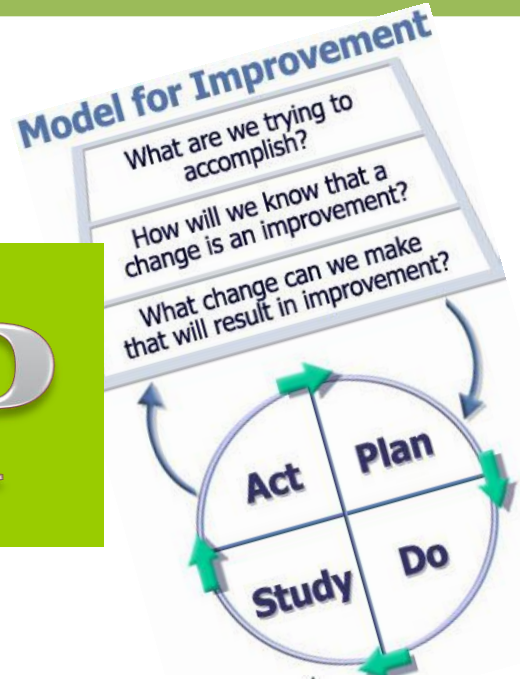 Model for Improvement
What are we trying to
accomplish?
How will we know that a
change is an improvement?
What change can we make
that will result in improvement?
Act
Plan
Study
Do